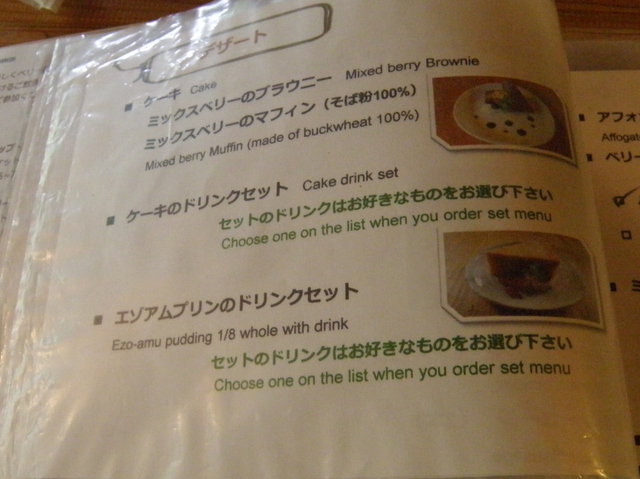 デザート
■ ケーキ Cake
ミックスベリーのブラウニー Mixed berry Brownie
ミックスベリーのマフィン（そば粉100%）
Mixed berry Muffin (made of buckwheat 100%)
■ ケーキのドリンクセット Cake drink set
セットのドリンクはお好きなものをお選び下さい
Choose one on the list when you order set menu
■ エゾアムプリンのドリンクセット
Ezo-amu pudding 1/8 whole with drink
セットのドリンクはお好きなものをお選び下さい
Choose one on the list when you order set menu
■ アフォ
Affogat
■ ベリー